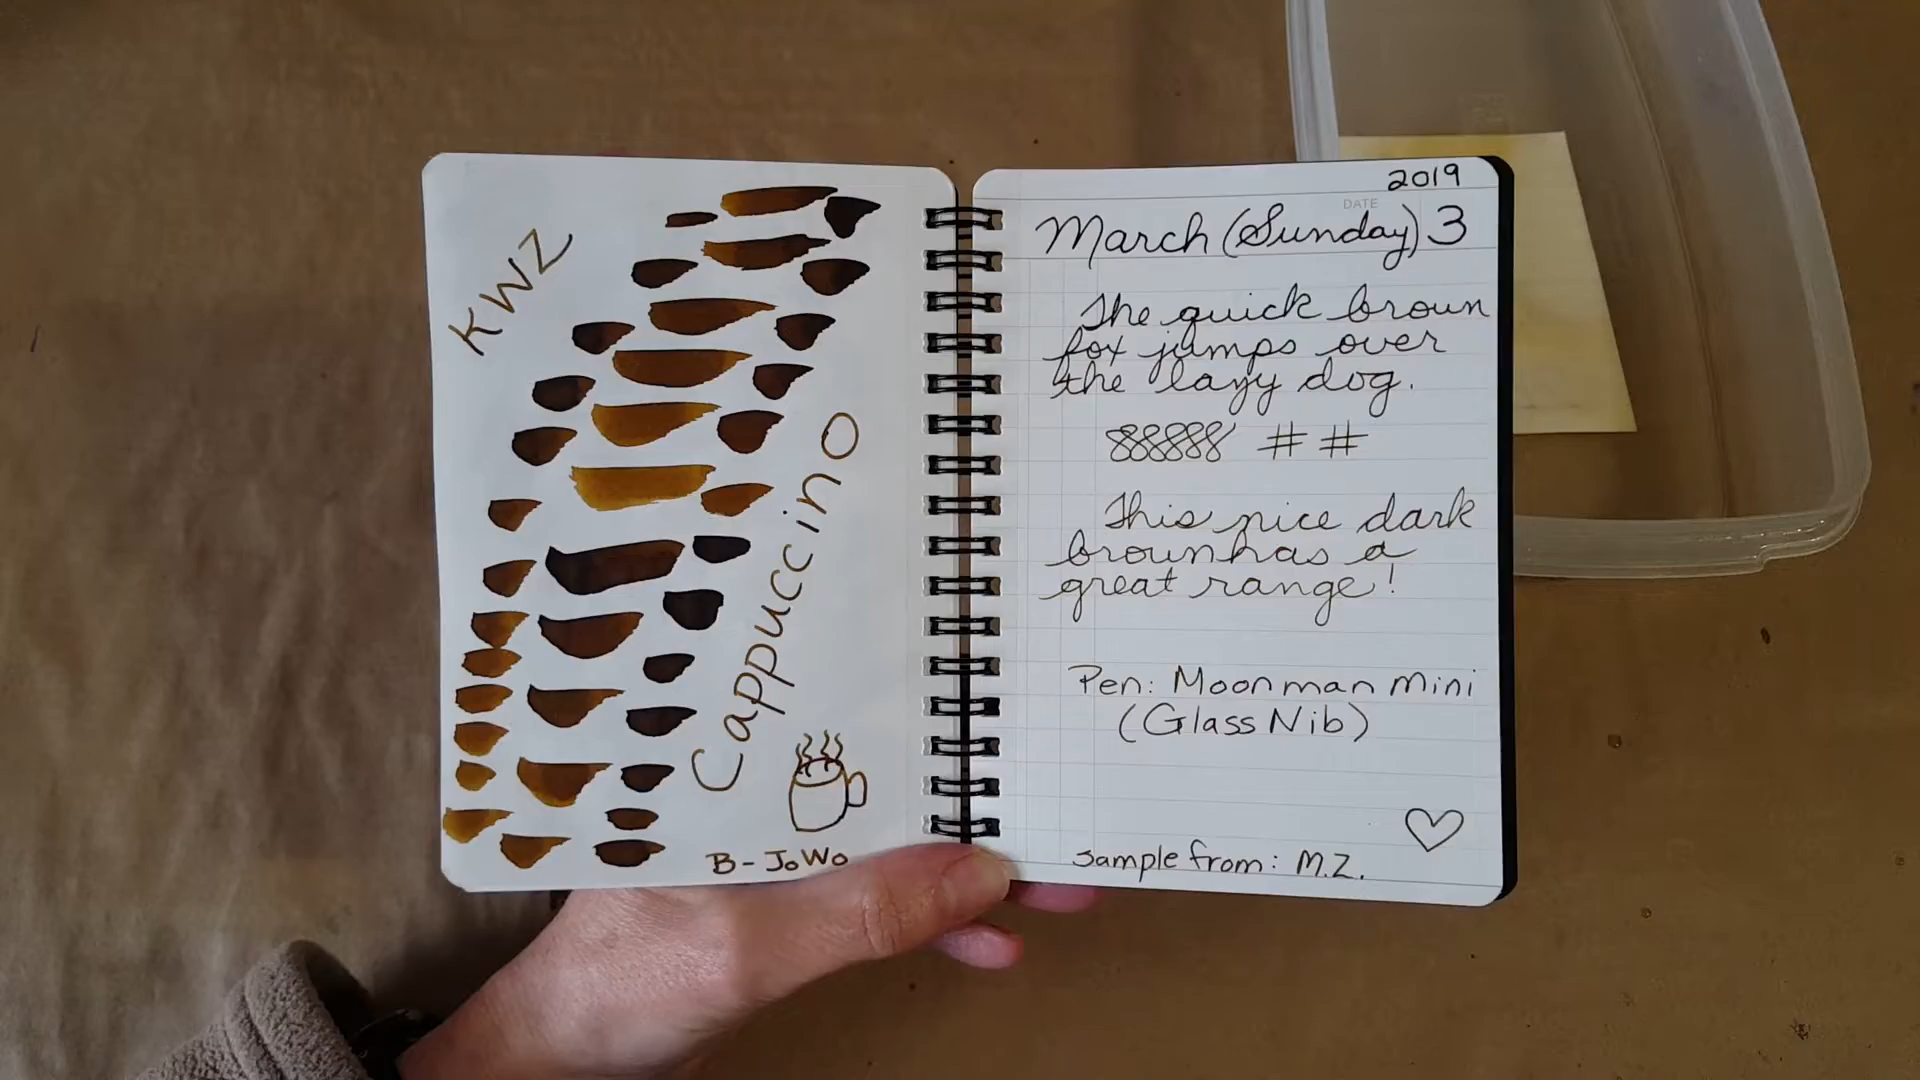 KWZ
Cappuccino
B-JoWo
2019
DATE
March (Sunday) 3
The quick brown
fox jumps over
the lazy dog.
888888 # #
This nice dark
brown has a
great range!
Pen: Moonman Mini
(Glass Nib)
Sample from: M.Z.